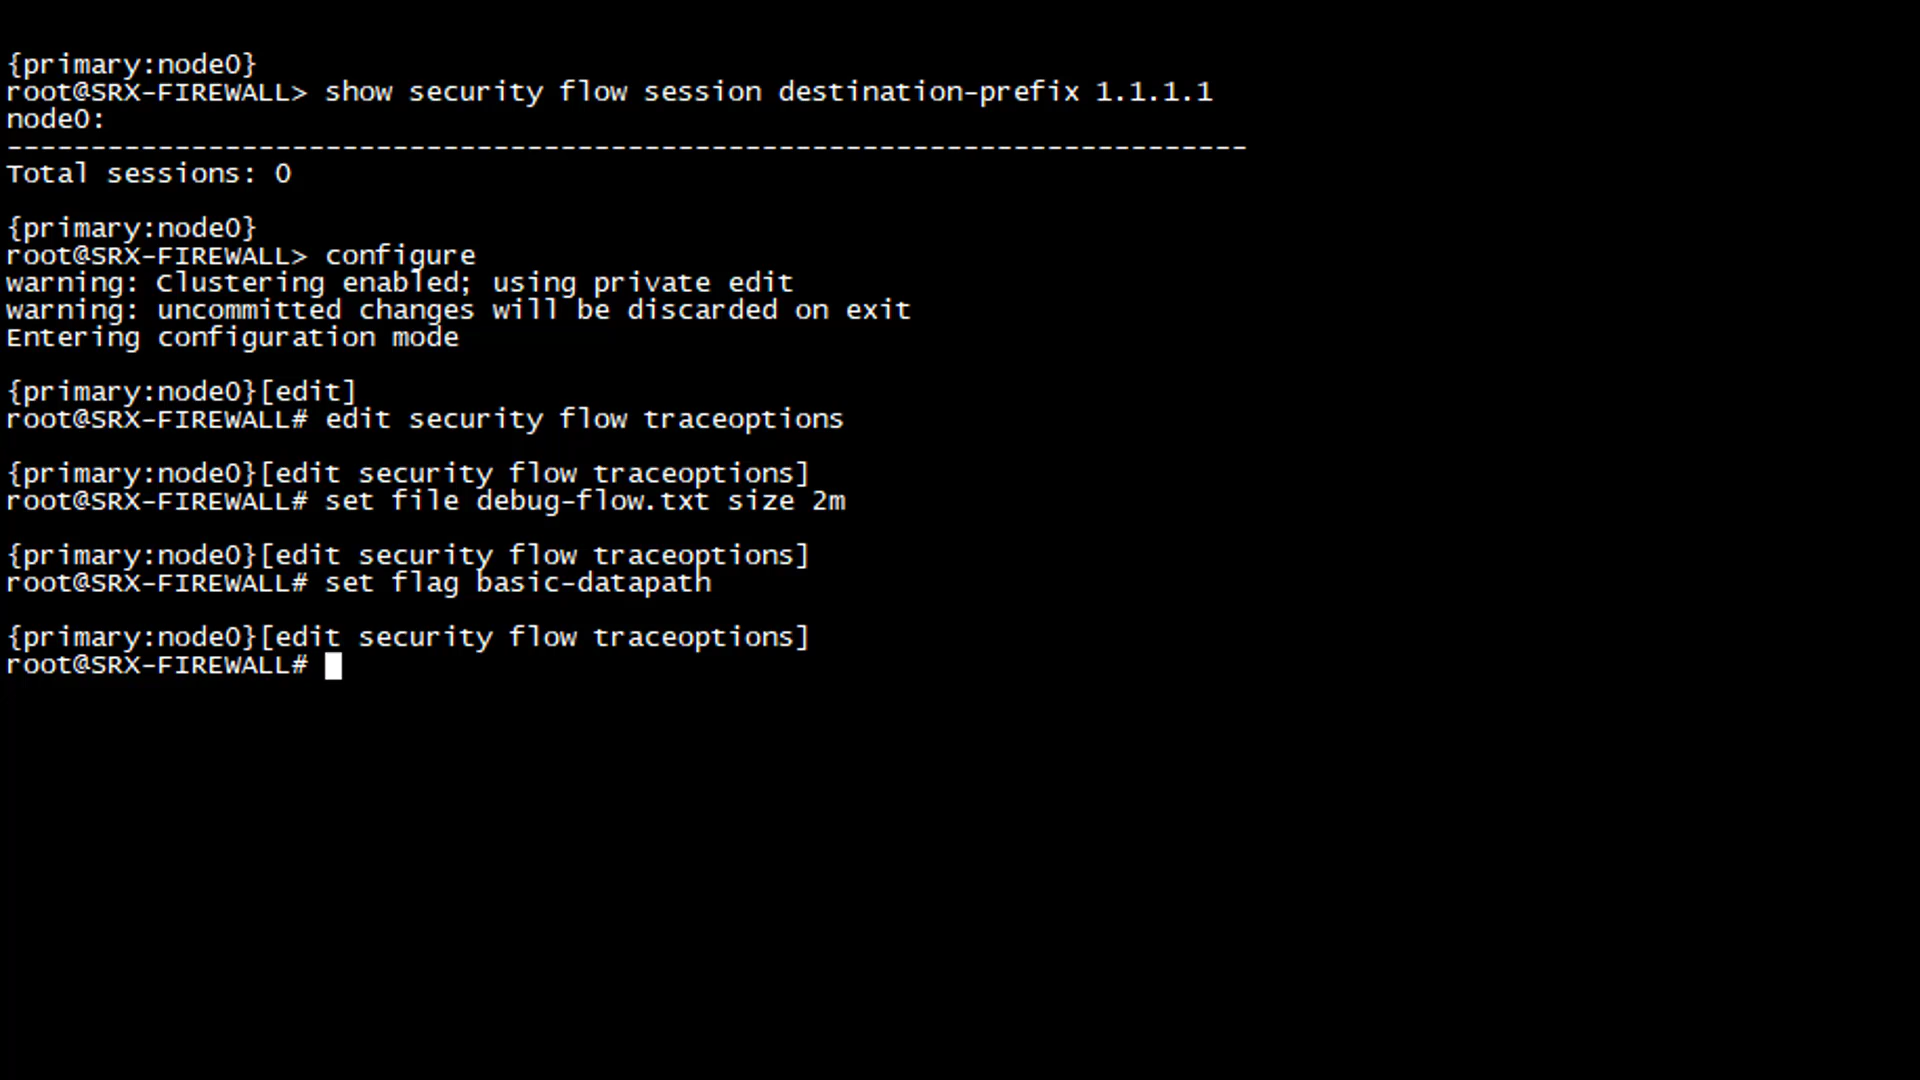 {primary:node0}
root@SRX-FIREWALL> show security flow session destination-prefix 1.1.1.1
node0:
--------------------------------------------------------------------------
Total sessions: 0
{primary:node0}
root@SRX-FIREWALL> configure
warning: Clustering enabled; using private edit
warning: uncommitted changes will be discarded on exit
Entering configuration mode
{primary:node0}[edit]
root@SRX-FIREWALL# edit security flow traceoptions
{primary:node0}[edit security flow traceoptions]
root@SRX-FIREWALL# set file debug-flow.txt size 2m
{primary:node0}[edit security flow traceoptions]
root@SRX-FIREWALL# set flag basic-datapath
{primary:node0}[edit security flow traceoptions]
root@SRX-FIREWALL#